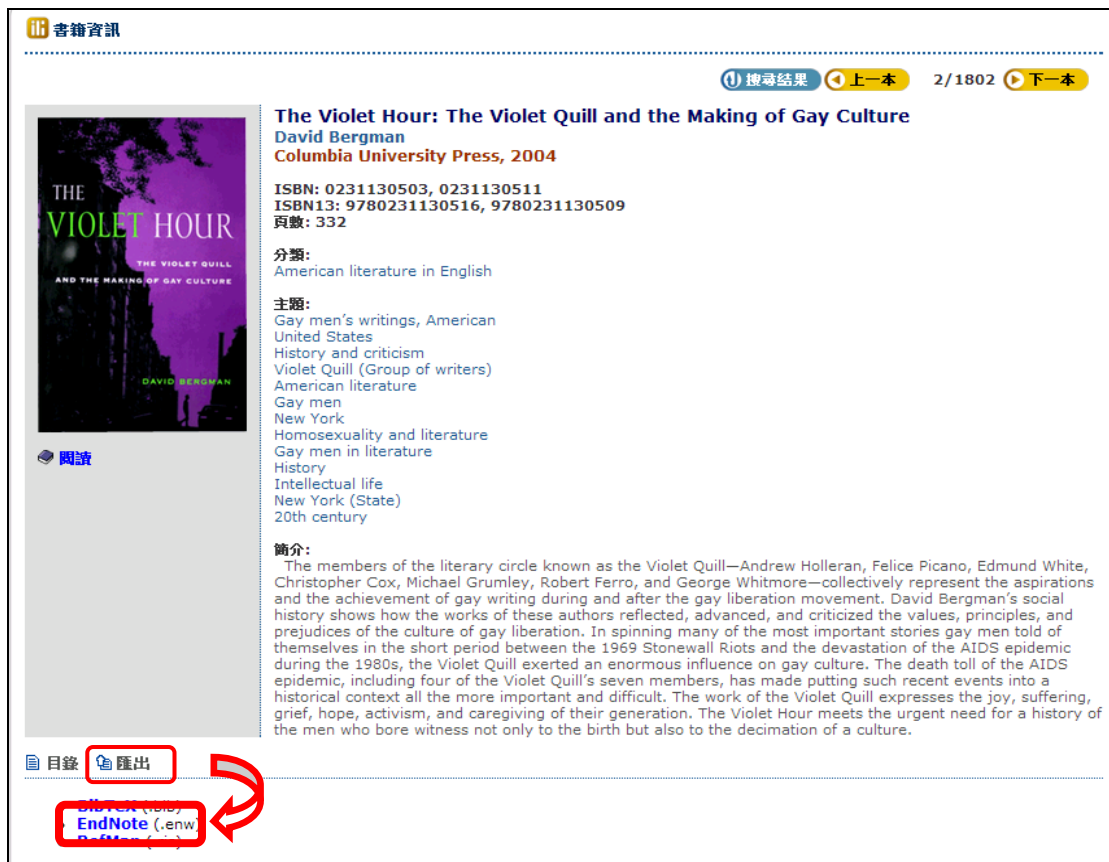 書籍資訊
搜尋結果 上一本 2/1802 下一本
The Violet Hour: The Violet Quill and the Making of Gay Culture
David Bergman
Columbia University Press, 2004
ISBN: 0231130503, 0231130511
ISBN13: 9780231130516, 9780231130509
頁數: 332
分類:
American literature in English
主題:
Gay men's writings, American
United States
History and criticism
Violet Quill (Group of writers)
American literature
Gay men
New York
Homosexuality and literature
Gay men in literature
History
Intellectual life
New York (State)
20th century
簡介:
The members of the literary circle known as the Violet Quill—Andrew Holleran, Felice Picano, Edmund White,
Christopher Cox, Michael Grumley, Robert Ferro, and George Whitmore—collectively represent the aspirations
and the achievement of gay writing during and after the gay liberation movement. David Bergman's social
history shows how the works of these authors reflected, advanced, and criticized the values, principles, and
prejudices of the culture of gay liberation. In spinning many of the most important stories gay men told of
themselves in the short period between the 1969 Stonewall Riots and the devastation of the AIDS epidemic
during the 1980s, the Violet Quill exerted an enormous influence on gay culture. The death toll of the AIDS
epidemic, including four of the Violet Quill's seven members, has made putting such recent events into a
historical context all the more important and difficult. The work of the Violet Quill expresses the joy, suffering,
grief, hope, activism, and caregiving of their generation. The Violet Hour meets the urgent need for a history of
the men who bore witness not only to the birth but also to the decimation of a culture.
THE
VIOLET HOUR
THE VIOLET QUILL
AND THE MAKING OF GAY CULTURE
DAVID BERGMAN
閱讀
目錄 匯出
BibTeX (.bib)
EndNote (.enw)
RefMan